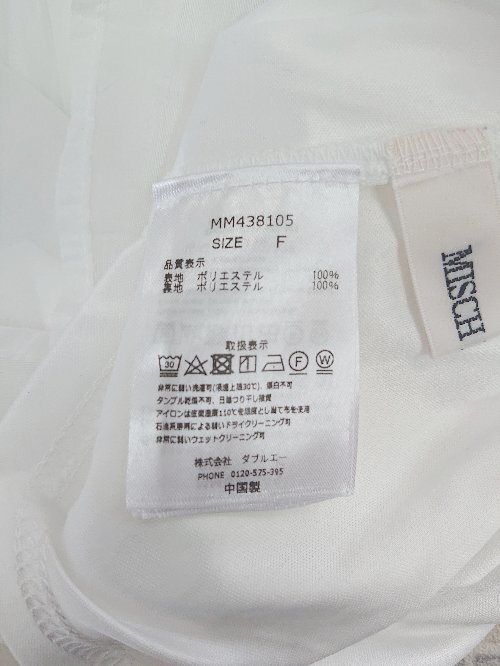 MM438105
SIZE F
品質表示
表地 ポリエステル 100%
裏地 ポリエステル 100%
取扱表示
30
F
W
非常に弱い洗濯可(液温上限30℃)、漂白不可
タンブル乾燥不可、日陰つり干し推奨
アイロンは底面温度110℃を限度とし当て布を使用
石油系溶剤による弱いドライクリーニング可
非常に弱いウエットクリーニング可
株式会社 ダブルエー
PHONE 0120-575-395
中国製
MISCH